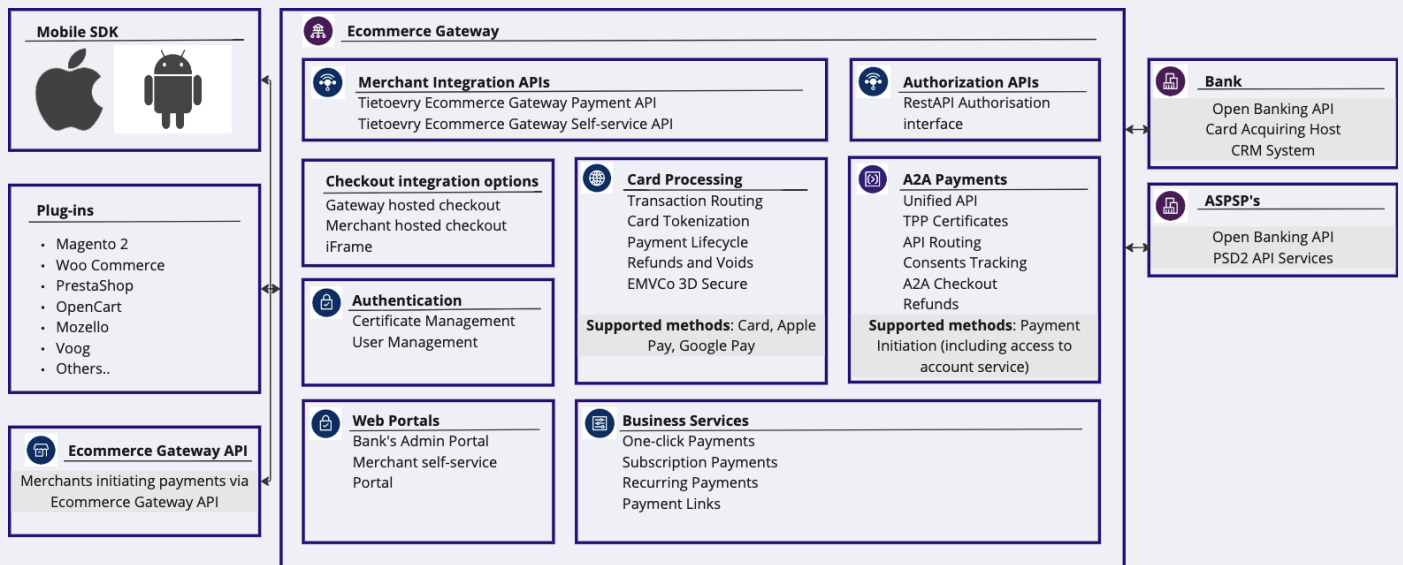 Mobile SDK
Plug-ins
• Magento 2
• Woo Commerce
• PrestaShop
• OpenCart
• Mozello
• Voog
• Others..
Ecommerce Gateway API
Merchants initiating payments via
Ecommerce Gateway API
Ecommerce Gateway
Merchant Integration APIs
Tietoevry Ecommerce Gateway Payment API
Tietoevry Ecommerce Gateway Self-service API
Authorization APIs
RestAPI Authorisation
interface
Checkout integration options
Gateway hosted checkout
Merchant hosted checkout
iFrame
Authentication
Certificate Management
User Management
Card Processing
Transaction Routing
Card Tokenization
Payment Lifecycle
Refunds and Voids
EMVCo 3D Secure
Supported methods: Card, Apple
Pay, Google Pay
A2A Payments
Unified API
TPP Certificates
API Routing
Consents Tracking
A2A Checkout
Refunds
Supported methods: Payment
Initiation (including access to
account service)
Web Portals
Bank's Admin Portal
Merchant self-service
Portal
Business Services
One-click Payments
Subscription Payments
Recurring Payments
Payment Links
Bank
Open Banking API
Card Acquiring Host
CRM System
ASPSP's
Open Banking API
PSD2 API Services